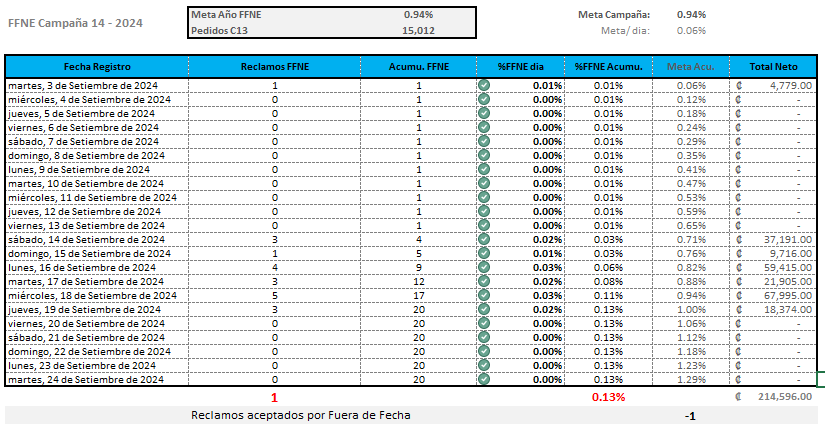 FFNE Campaña 14 - 2024
Meta Año FFNE 0.94%
Pedidos C13 15,012
Meta Campaña: 0.94%
Meta/ dia: 0.06%
Fecha Registro Reclamos FFNE Acumu. FFNE %FFNE dia %FFNE Acumu. Meta Acu. Total Neto
martes, 3 de Setiembre de 2024 1 1 0.01% 0.01% 0.06% ₡ 4,779.00
miércoles, 4 de Setiembre de 2024 0 1 0.00% 0.01% 0.12% ₡ -
jueves, 5 de Setiembre de 2024 0 1 0.00% 0.01% 0.18% ₡ -
viernes, 6 de Setiembre de 2024 0 1 0.00% 0.01% 0.24% ₡ -
sábado, 7 de Setiembre de 2024 0 1 0.00% 0.01% 0.29% ₡ -
domingo, 8 de Setiembre de 2024 0 1 0.00% 0.01% 0.35% ₡ -
lunes, 9 de Setiembre de 2024 0 1 0.00% 0.01% 0.41% ₡ -
martes, 10 de Setiembre de 2024 0 1 0.00% 0.01% 0.47% ₡ -
miércoles, 11 de Setiembre de 2024 0 1 0.00% 0.01% 0.53% ₡ -
jueves, 12 de Setiembre de 2024 0 1 0.00% 0.01% 0.59% ₡ -
viernes, 13 de Setiembre de 2024 0 1 0.00% 0.01% 0.65% ₡ -
sábado, 14 de Setiembre de 2024 3 4 0.02% 0.03% 0.71% ₡ 37,191.00
domingo, 15 de Setiembre de 2024 1 5 0.01% 0.03% 0.76% ₡ 9,716.00
lunes, 16 de Setiembre de 2024 4 9 0.03% 0.06% 0.82% ₡ 59,415.00
martes, 17 de Setiembre de 2024 3 12 0.02% 0.08% 0.88% ₡ 21,905.00
miércoles, 18 de Setiembre de 2024 5 17 0.03% 0.11% 0.94% ₡ 67,995.00
jueves, 19 de Setiembre de 2024 3 20 0.02% 0.13% 1.00% ₡ 18,374.00
viernes, 20 de Setiembre de 2024 0 20 0.00% 0.13% 1.06% ₡ -
sábado, 21 de Setiembre de 2024 0 20 0.00% 0.13% 1.12% ₡ -
domingo, 22 de Setiembre de 2024 0 20 0.00% 0.13% 1.18% ₡ -
lunes, 23 de Setiembre de 2024 0 20 0.00% 0.13% 1.23% ₡ -
martes, 24 de Setiembre de 2024 0 20 0.00% 0.13% 1.29% ₡ -
1 0.13% ₡ 214,596.00
Reclamos aceptados por Fuera de Fecha -1